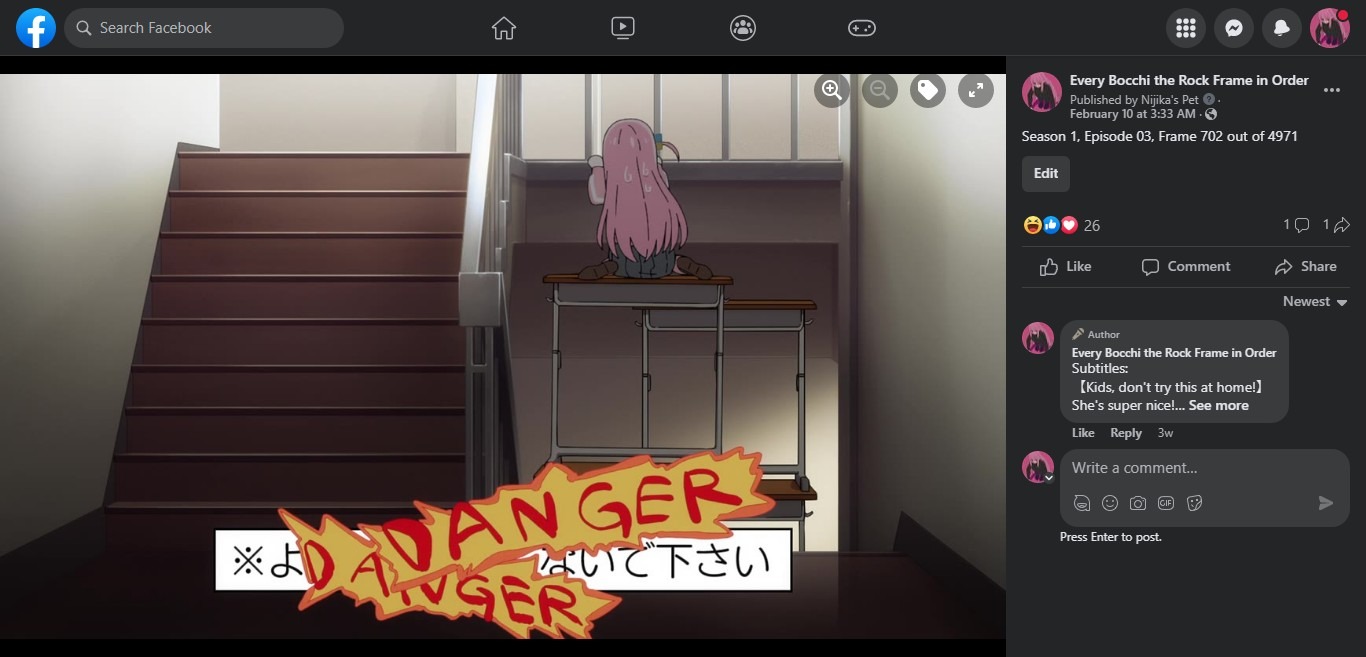 Search Facebook
Every Bocchi the Rock Frame in Order
Published by Nijika's Pet ·
February 10 at 3:33 AM ·
Season 1, Episode 03, Frame 702 out of 4971
Edit
26
1
1
Like
Comment
Share
Newest
Author
Every Bocchi the Rock Frame in Order
Subtitles:
【Kids, don't try this at home!】
She's super nice!... See more
Like Reply 3w
Write a comment...
GIF
Press Enter to post.
DANGER
DANGER
※よ
ないで下さい